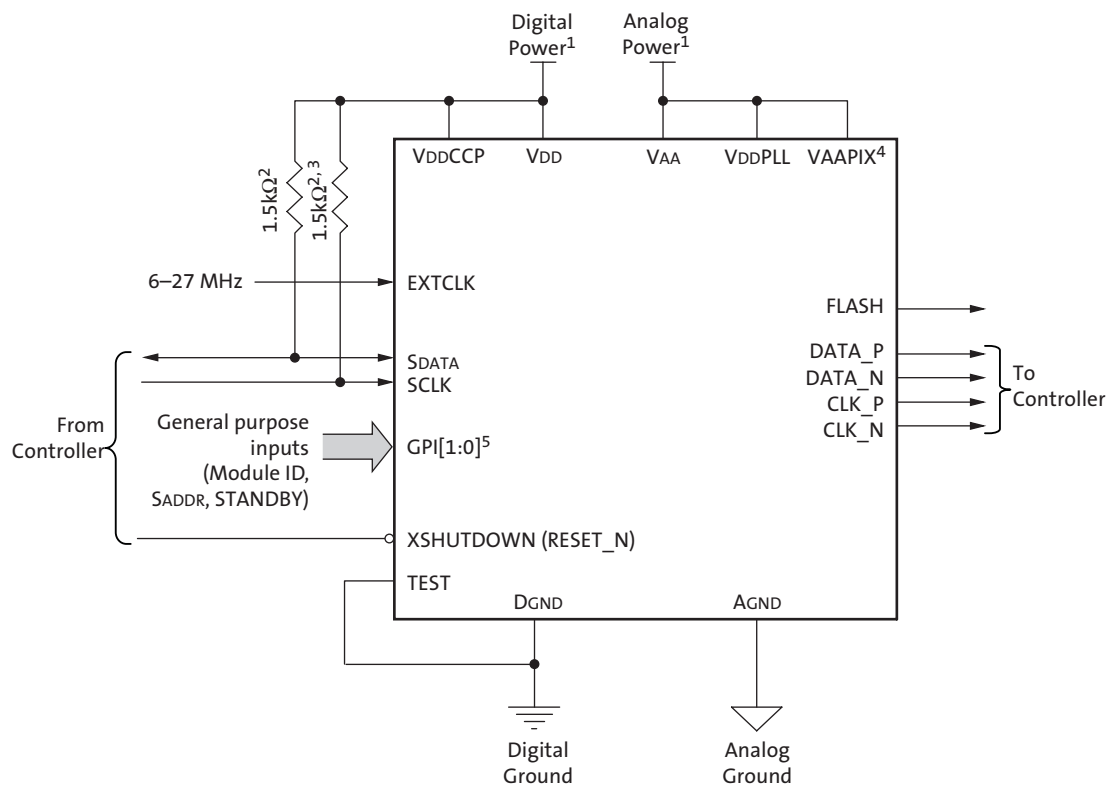 Digital
Power1
Analog
Power1
VDDCCP
VDD
VAA
VDDPLL
VAAPIX4
1.5kΩ2
1.5kΩ2, 3
6–27 MHz
EXTCLK
FLASH
SDATA
SCLK
DATA_P
DATA_N
CLK_P
CLK_N
To
Controller
From
Controller
General purpose
inputs
(Module ID,
SADDR, STANDBY)
GPI[1:0]5
XSHUTDOWN (RESET_N)
TEST
DGND
AGND
Digital
Ground
Analog
Ground